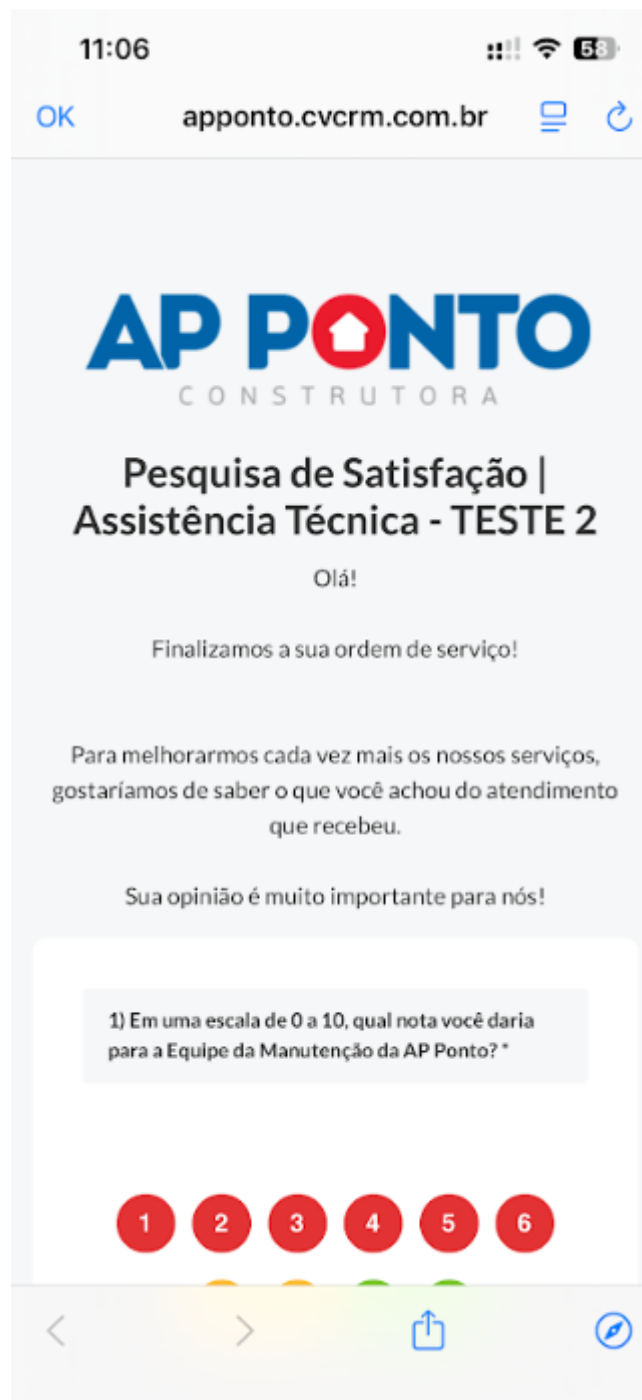 11:06
58
OK
apponto.cvcrm.com.br
AP PONTO
CONSTRUTORA
Pesquisa de Satisfação |
Assistência Técnica - TESTE 2
Olá!
Finalizamos a sua ordem de serviço!
Para melhorarmos cada vez mais os nossos serviços,
gostaríamos de saber o que você achou do atendimento
que recebeu.
Sua opinião é muito importante para nós!
1) Em uma escala de 0 a 10, qual nota você daria
para a Equipe da Manutenção da AP Ponto? *
1 2 3 4 5 6